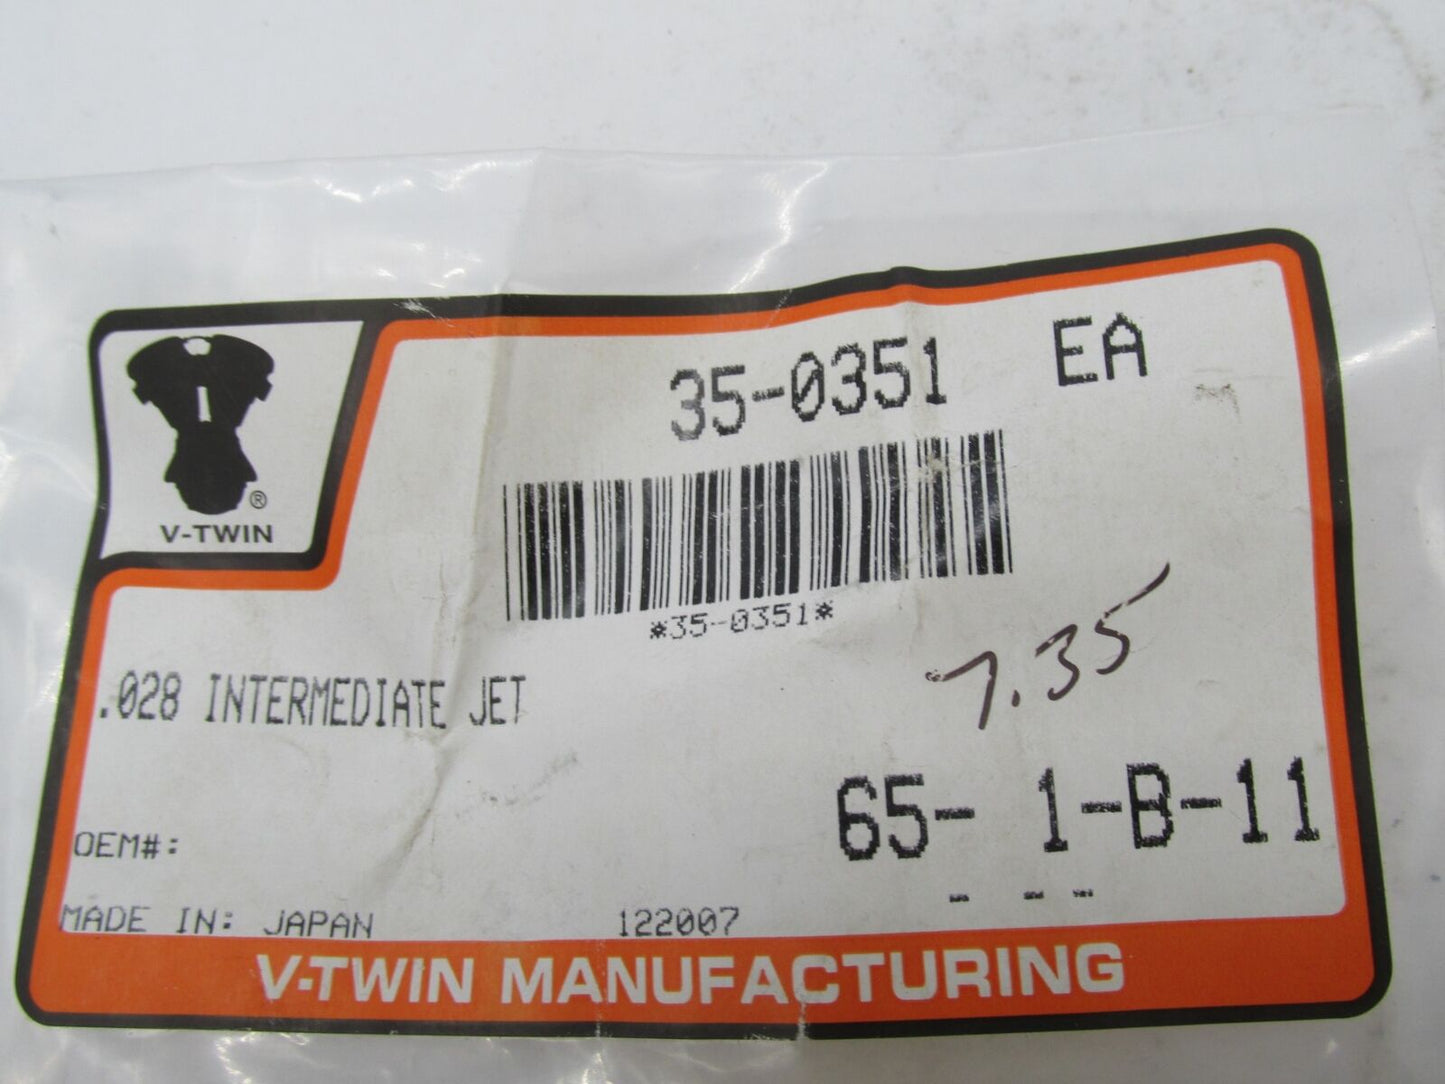 35-0351 EA
®
V-TWIN
*35-0351*
.028 INTERMEDIATE JET
7.35
65- 1-B-11
OEM#:
MADE IN: JAPAN 122007
V-TWIN MANUFACTURING